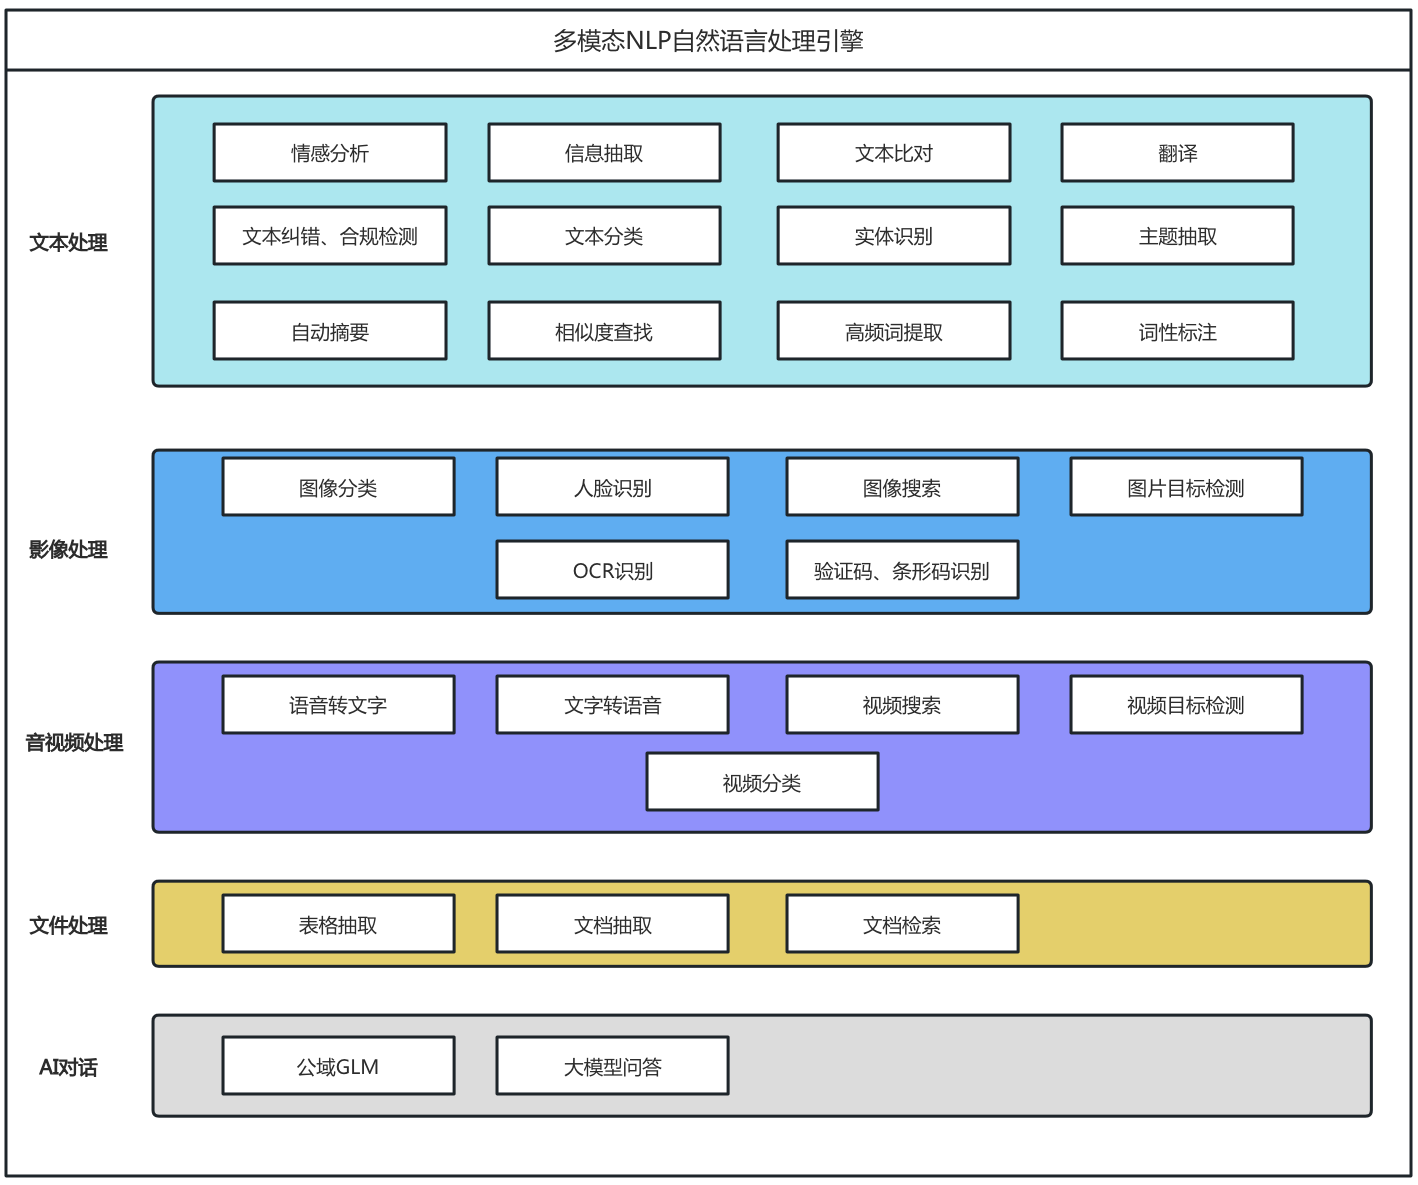 多模态NLP自然语言处理引擎
文本处理
情感分析
信息抽取
文本比对
翻译
文本纠错、合规检测
文本分类
实体识别
主题抽取
自动摘要
相似度查找
高频词提取
词性标注
影像处理
图像分类
人脸识别
图像搜索
图片目标检测
OCR识别
验证码、条形码识别
音视频处理
语音转文字
文字转语音
视频搜索
视频目标检测
视频分类
文件处理
表格抽取
文档抽取
文档检索
AI对话
公域GLM
大模型问答